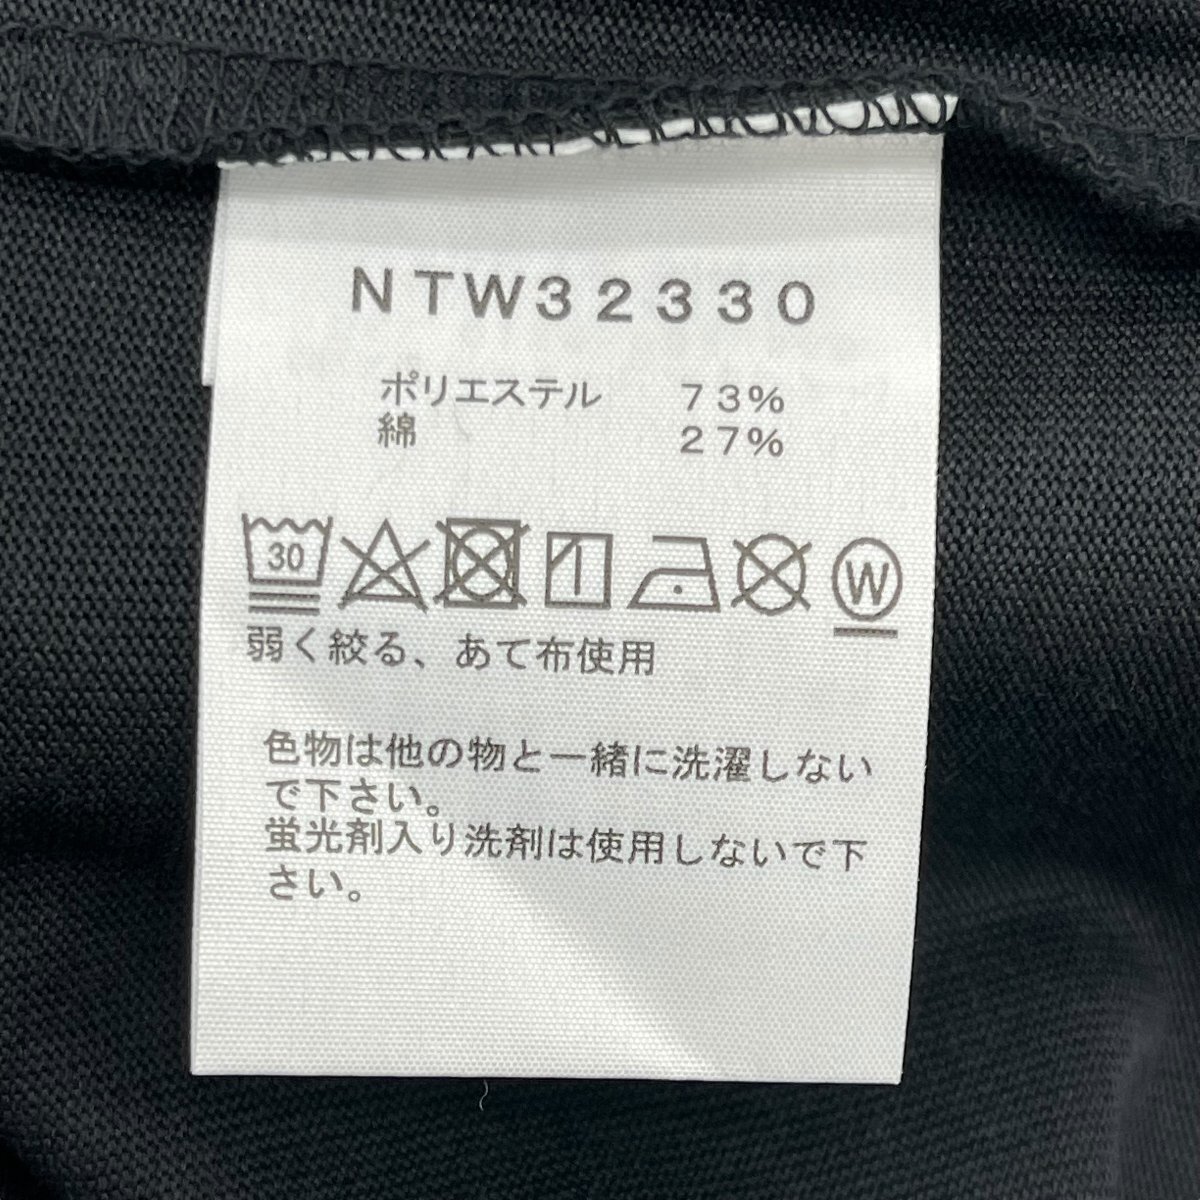 NTW32330
ポリエステル 73%
綿 27%
30 W
弱く絞る、あて布使用
色物は他の物と一緒に洗濯しない
で下さい。
蛍光剤入り洗剤は使用しないで下
さい。